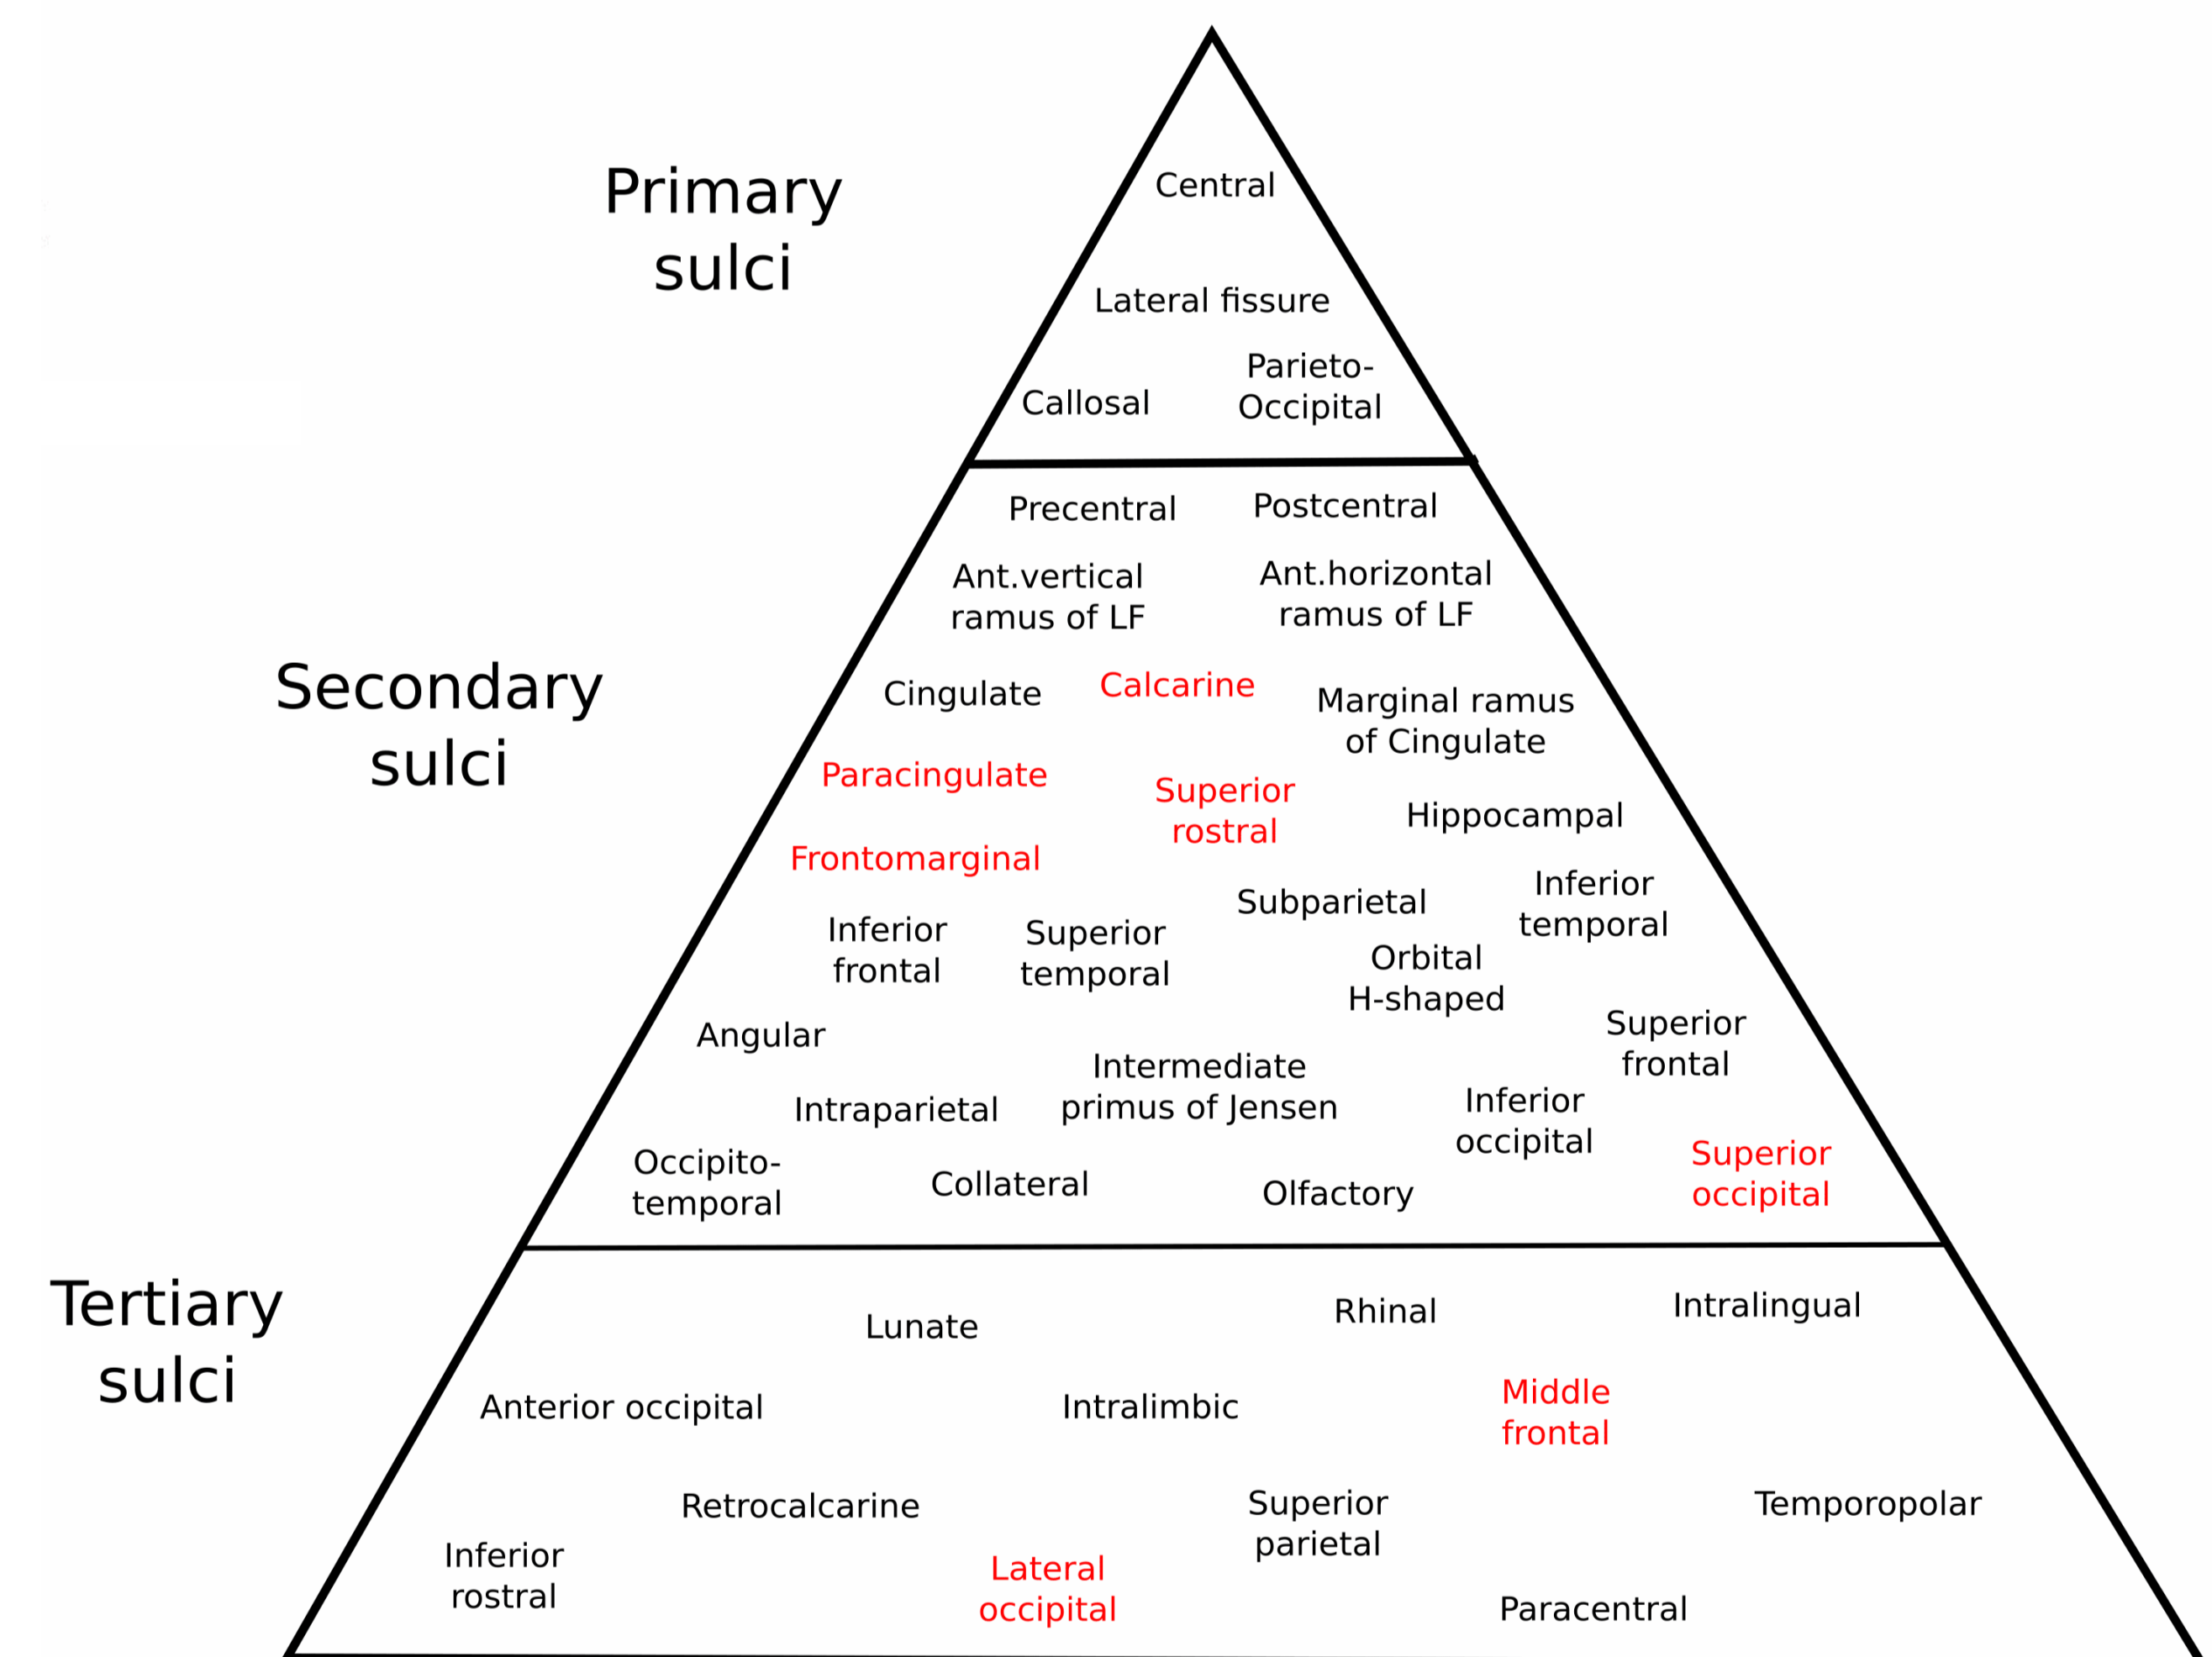 Primary
sulci
Central
Lateral fissure
Callosal
Parieto-
Occipital
Secondary
sulci
Precentral
Postcentral
Ant.vertical
ramus of LF
Ant.horizontal
ramus of LF
Cingulate
Calcarine
Marginal ramus
of Cingulate
Paracingulate
Superior
rostral
Hippocampal
Frontomarginal
Subparietal
Inferior
temporal
Inferior
frontal
Superior
temporal
Orbital
H-shaped
Angular
Superior
frontal
Intermediate
primus of Jensen
Intraparietal
Inferior
occipital
Superior
occipital
Occipito-
temporal
Collateral
Olfactory
Tertiary
sulci
Lunate
Rhinal
Intralingual
Anterior occipital
Intralimbic
Middle
frontal
Retrocalcarine
Superior
parietal
Temporopolar
Inferior
rostral
Lateral
occipital
Paracentral